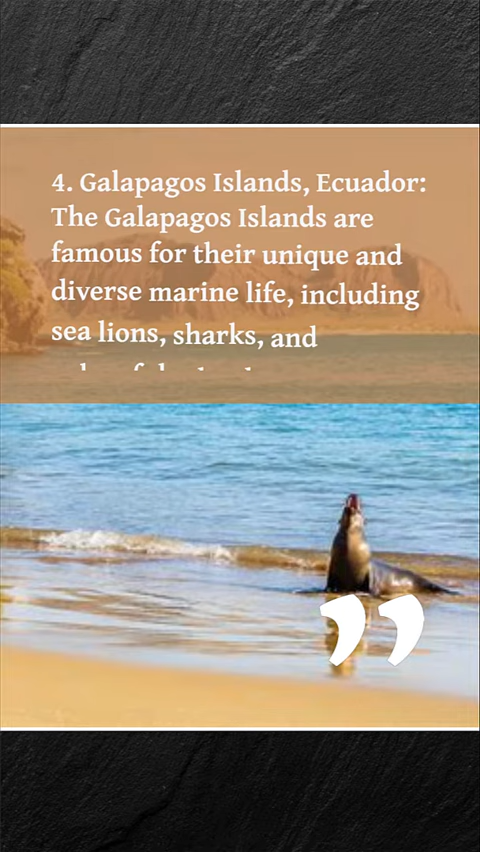 4. Galapagos Islands, Ecuador:
The Galapagos Islands are
famous for their unique and
diverse marine life, including
sea lions, sharks, and
”